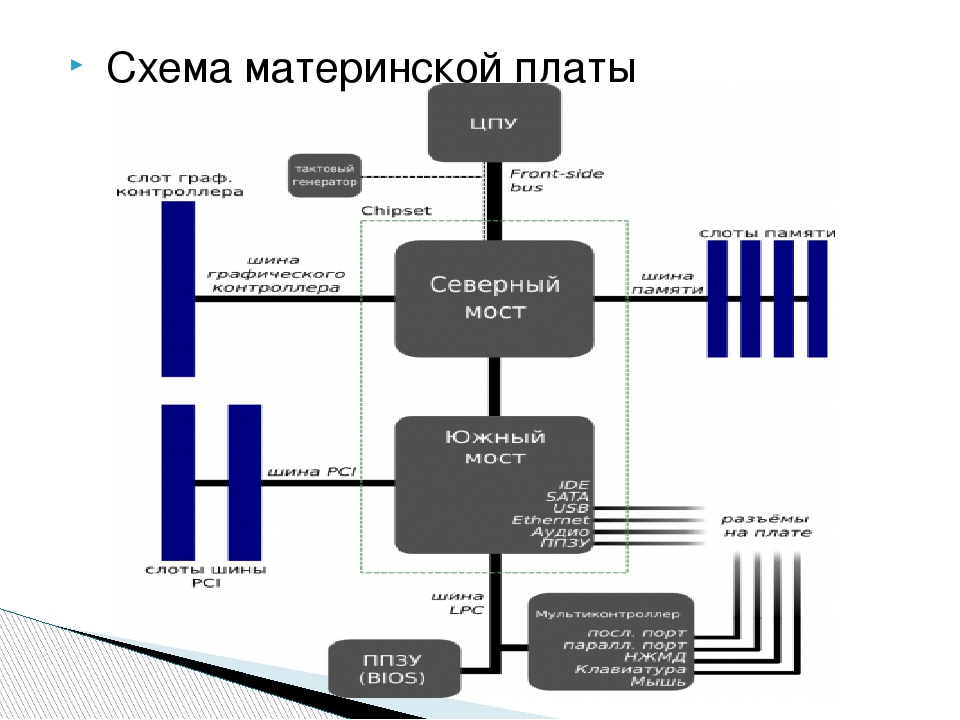 Схема материнской платы
ЦПУ
тактовый
генератор
Front-side
bus
слот граф.
контроллера
Chipset
слоты памяти
шина
графического
контроллера
Северный
мост
шина
памяти
Южный
мост
шина PCI
IDE
SATA
USB
Ethernet
Аудио
ППЗУ
разъёмы
на плате
слоты шины
PCI
шина
LPC
Мультиконтроллер
посл. порт
паралл. порт
НЖМД
Клавиатура
Мышь
ППЗУ
(BIOS)